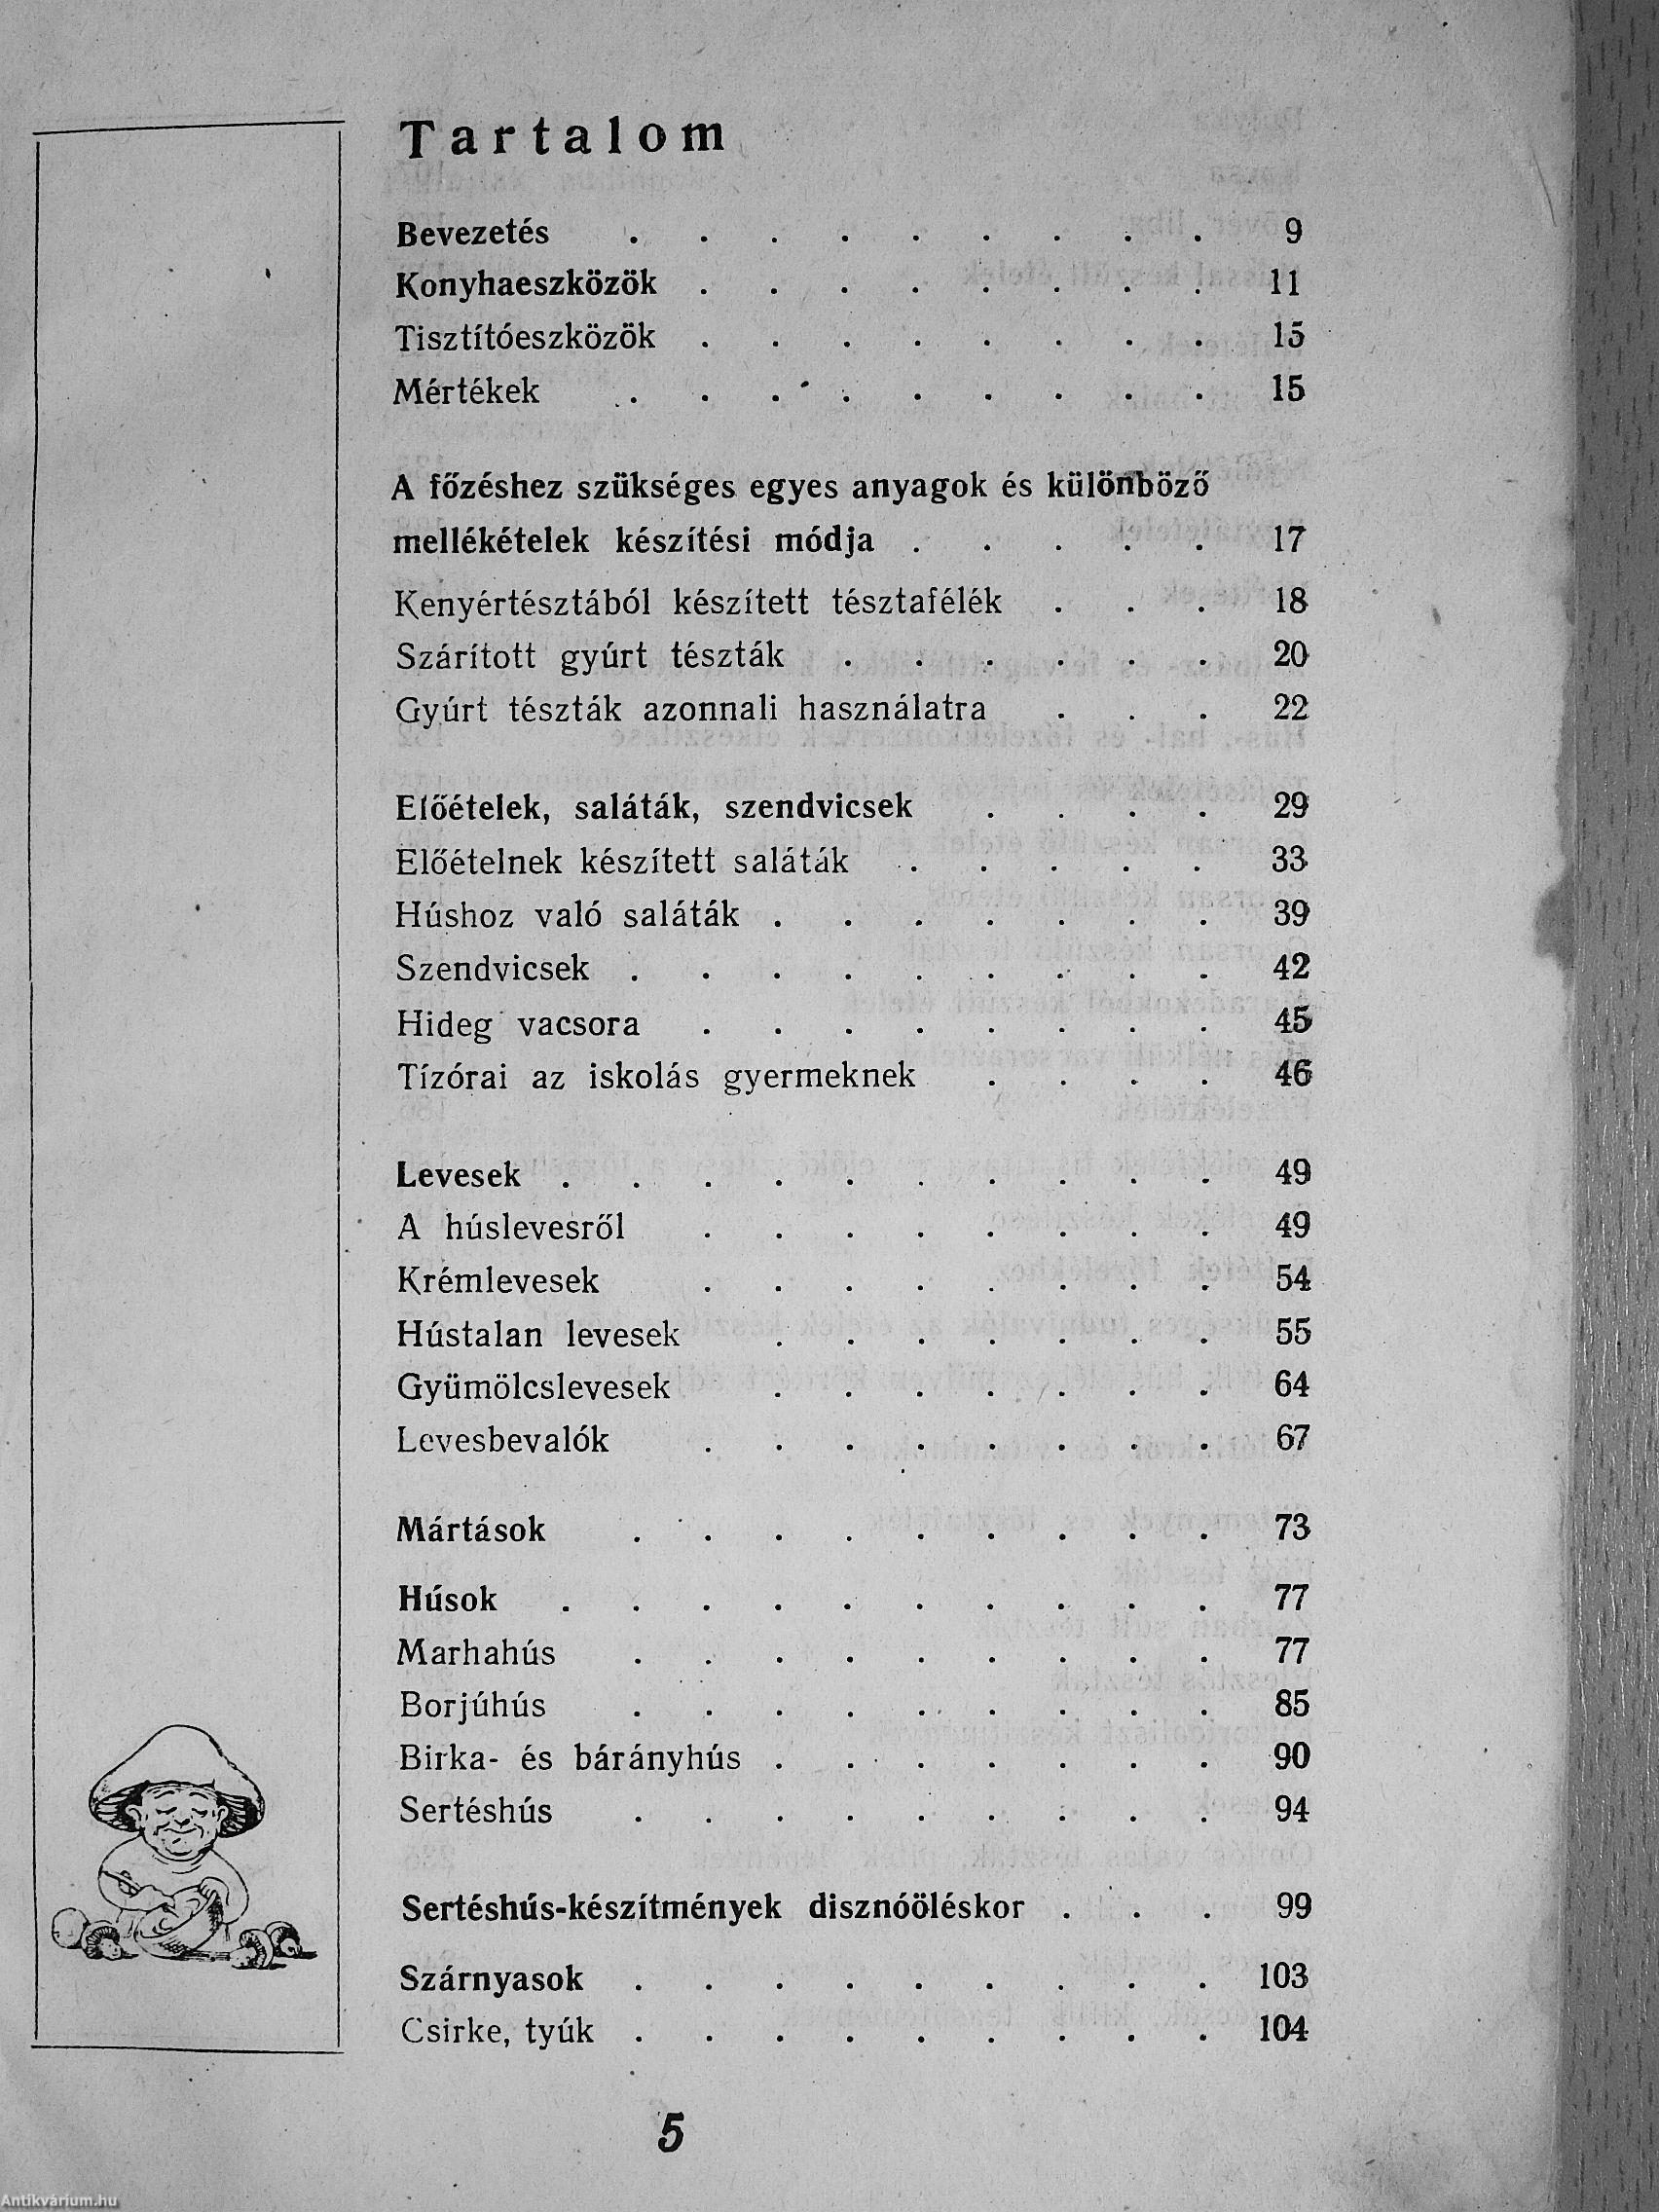 Tartalom
Bevezetés . . . . . . . . . 9
Konyhaeszközök . . . . . . . . 11
Tisztítóeszközök . . . . . . . . 15
Mértékek . . . . . . . . . 15
A főzéshez szükséges egyes anyagok és különböző
mellékételek készítési módja . . . . . 17
Kenyértésztából készített tésztafélék . . . 18
Szárított gyúrt tészták . . . . . . 20
Gyúrt tészták azonnali használatra . . . 22
Előételek, saláták, szendvicsek . . . . 29
Előételnek készített saláták . . . . . 33
Húshoz való saláták . . . . . . . 39
Szendvicsek . . . . . . . . . 42
Hideg vacsora . . . . . . . . 45
Tízórai az iskolás gyermeknek . . . . 46
Levesek . . . . . . . . . . 49
A húslevesről . . . . . . . . 49
Krémlevesek . . . . . . . . 54
Hústalan levesek . . . . . . . 55
Gyümölcslevesek . . . . . . . 64
Levesbevalók . . . . . . . . 67
Mártások . . . . . . . . . 73
Húsok . . . . . . . . . . 77
Marhahús . . . . . . . . . 77
Borjúhús . . . . . . . . . 85
Birka- és bárányhús . . . . . . . 90
Sertéshús . . . . . . . . . 94
Sertéshús-készítmények disznóöléskor . . . 99
Szárnyasok . . . . . . . . . 103
Csirke, tyúk . . . . . . . . . 104
5
Antikvárium.hu